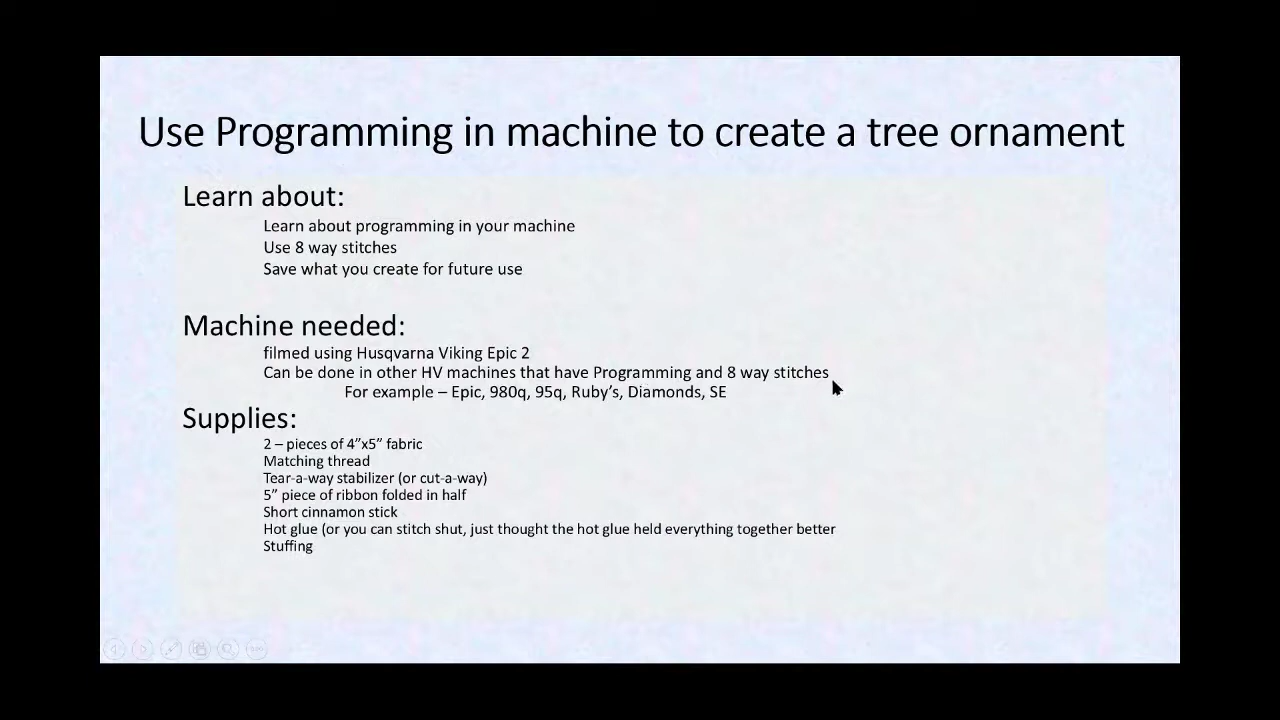 Use Programming in machine to create a tree ornament
Learn about:
Learn about programming in your machine
Use 8 way stitches
Save what you create for future use
Machine needed:
filmed using Husqvarna Viking Epic 2
Can be done in other HV machines that have Programming and 8 way stitches
For example – Epic, 980q, 95q, Ruby’s, Diamonds, SE
Supplies:
2 – pieces of 4”x5” fabric
Matching thread
Tear-a-way stabilizer (or cut-a-way)
5” piece of ribbon folded in half
Short cinnamon stick
Hot glue (or you can stitch shut, just thought the hot glue held everything together better
Stuffing